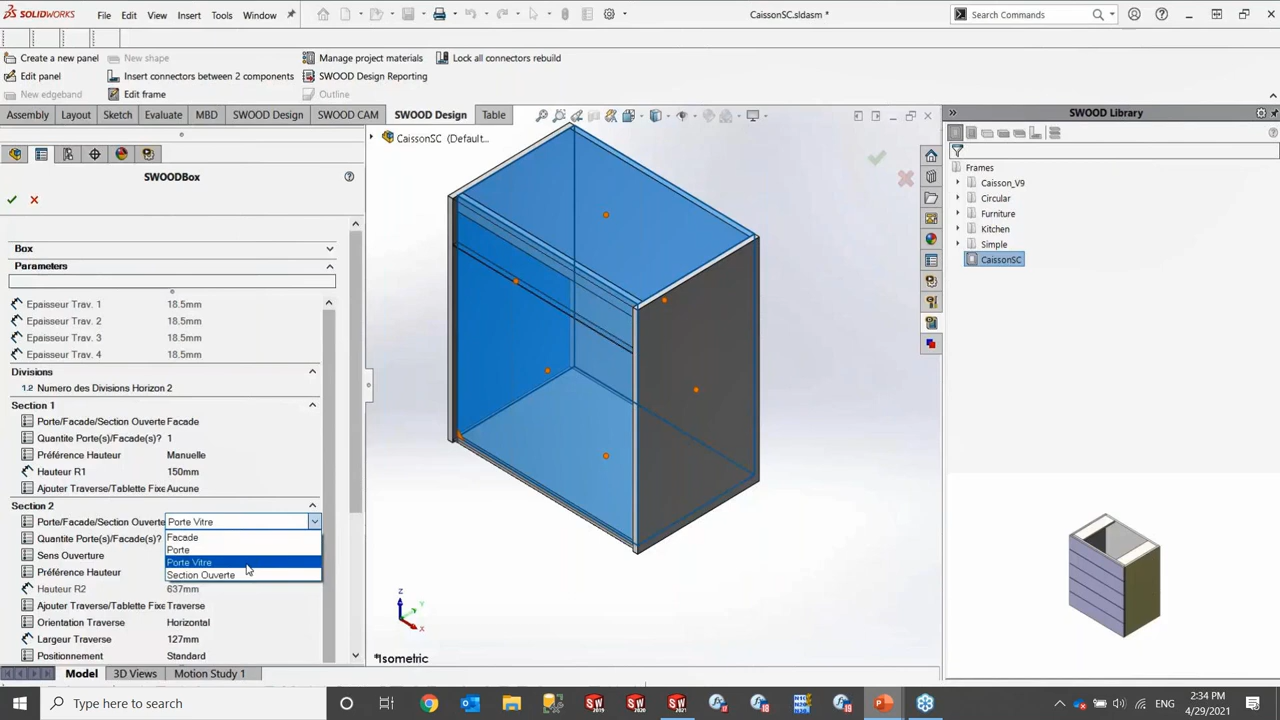 SOLIDWORKS File Edit View Insert Tools Window CaissonSC.sldasm * Search Commands
Create a new panel New shape Manage project materials Lock all connectors rebuild
Edit panel Insert connectors between 2 components SWOOD Design Reporting
New edgeband Edit frame Outline
Assembly Layout Sketch Evaluate MBD SWOOD Design SWOOD CAM SWOOD Design Table
SWOOD Library
CaissonSC (Default...
SWOODBox
Box
Parameters
Epaisseur Trav. 1 18.5mm
Epaisseur Trav. 2 18.5mm
Epaisseur Trav. 3 18.5mm
Epaisseur Trav. 4 18.5mm
Divisions
1.2 Numero des Divisions Horizon 2
Section 1
Porte/Facade/Section Ouverte Facade
Quantite Porte(s)/Facade(s)? 1
Préférence Hauteur Manuelle
Hauteur R1 150mm
Ajouter Traverse/Tablette Fixe Aucune
Section 2
Porte/Facade/Section Ouverte Porte Vitre
Facade
Quantite Porte(s)/Facade(s)?
Porte
Sens Ouverture
Porte Vitre
Préférence Hauteur
Section Ouverte
Hauteur R2 637mm
Ajouter Traverse/Tablette Fixe Traverse
Orientation Traverse Horizontal
Largeur Traverse 127mm
Positionnement Standard
Frames
Caisson_V9
Circular
Furniture
Kitchen
Simple
CaissonSC
Z
Y
X
*Isometric
Model 3D Views Motion Study 1
Type here to search
2019 2020 2021
ENG
2:34 PM
4/29/2021